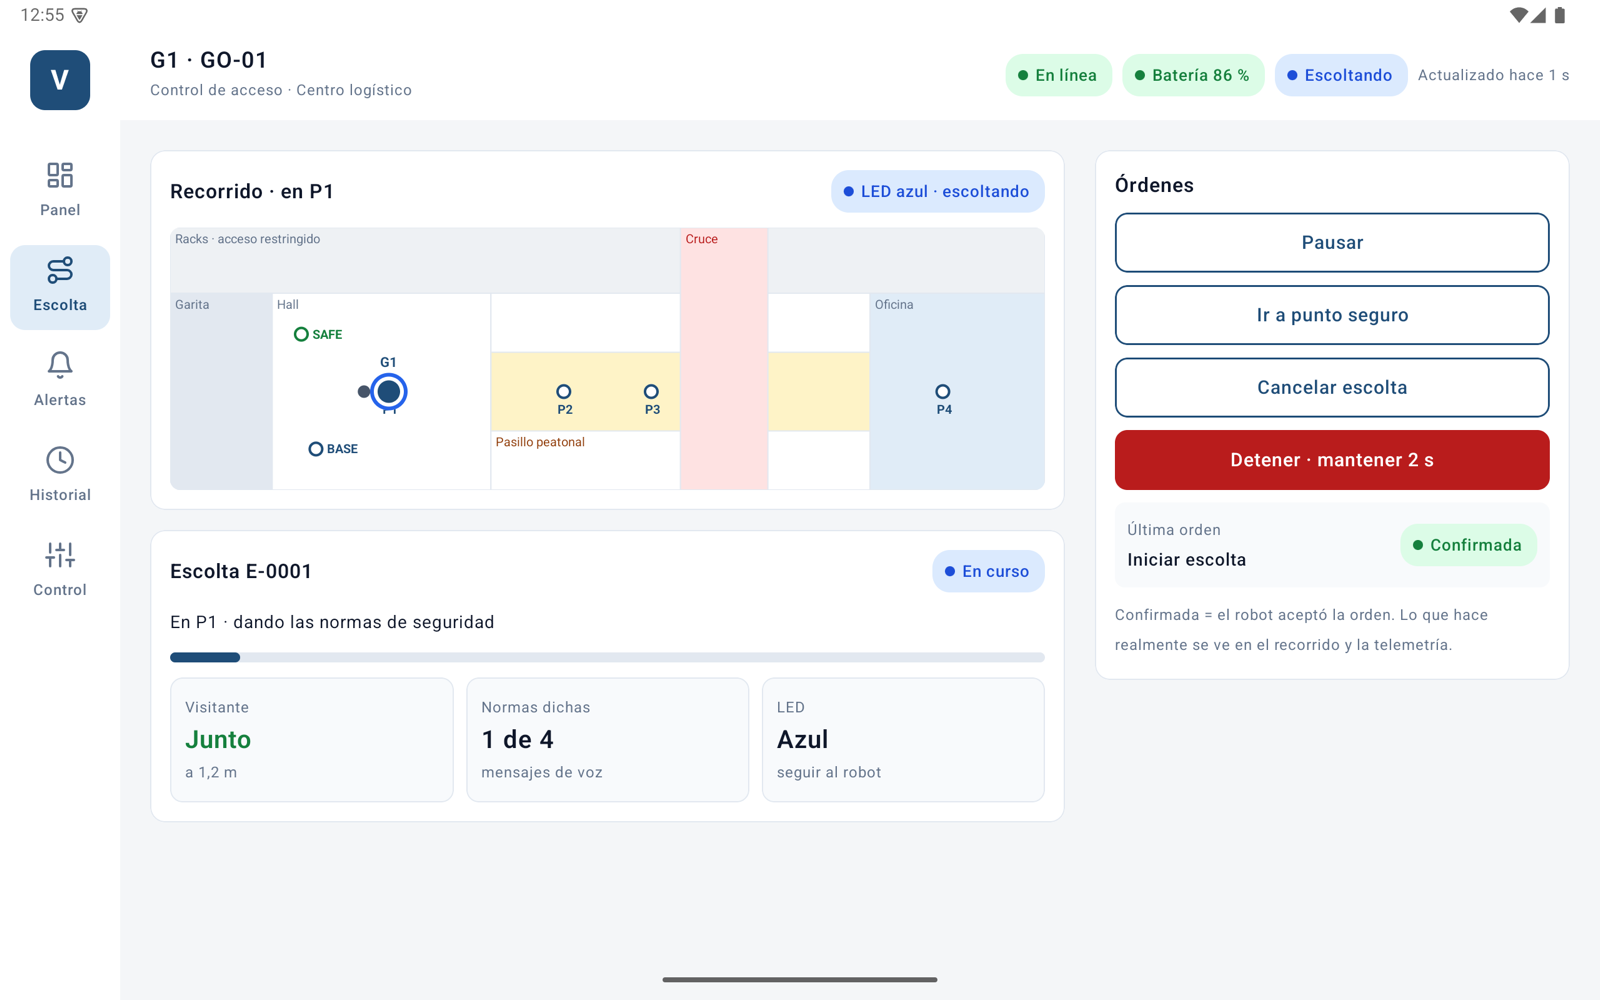 12:55
V
G1 · GO-01
Control de acceso · Centro logístico
En línea
Batería 86 %
Escoltando
Actualizado hace 1 s
Panel
Escolta
Alertas
Historial
Control
Recorrido · en P1
LED azul · escoltando
Racks · acceso restringido
Cruce
Garita
Hall
Oficina
SAFE
G1
P2
P3
P4
BASE
Pasillo peatonal
Escolta E-0001
En curso
En P1 · dando las normas de seguridad
Visitante
Junto
a 1,2 m
Normas dichas
1 de 4
mensajes de voz
LED
Azul
seguir al robot
Órdenes
Pausar
Ir a punto seguro
Cancelar escolta
Detener · mantener 2 s
Última orden
Iniciar escolta
Confirmada
Confirmada = el robot aceptó la orden. Lo que hace
realmente se ve en el recorrido y la telemetría.